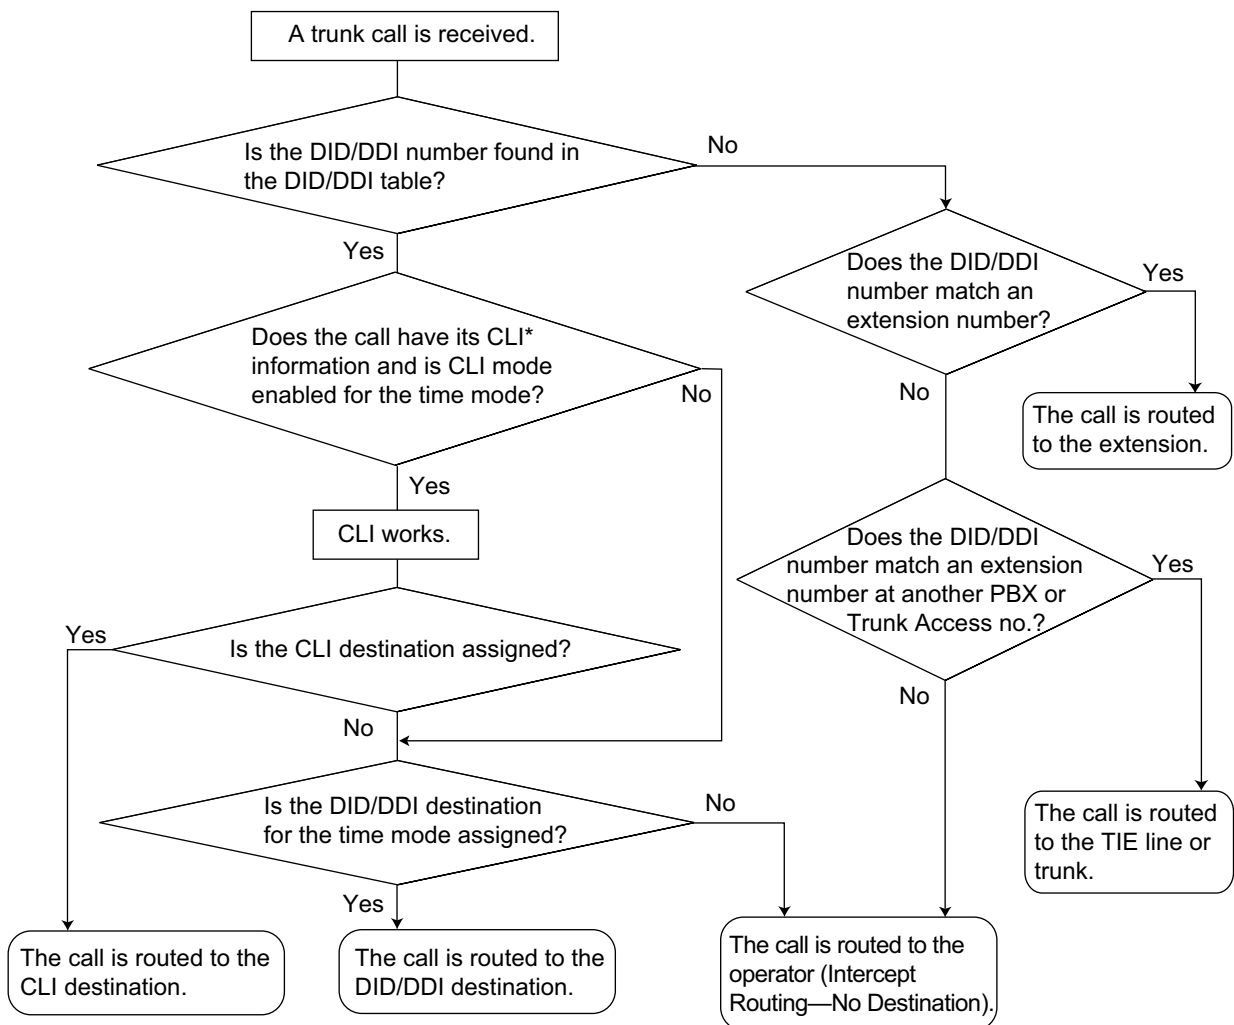 A trunk call is received.
Is the DID/DDI number found in
the DID/DDI table?
No
Yes
Does the DID/DDI
number match an
extension number?
Yes
No
The call is routed
to the extension.
Does the call have its CLI*
information and is CLI mode
enabled for the time mode?
No
Yes
CLI works.
Does the DID/DDI
number match an extension
number at another PBX or
Trunk Access no.?
Yes
No
Is the CLI destination assigned?
Yes
No
Is the DID/DDI destination
for the time mode assigned?
No
Yes
The call is routed
to the TIE line or
trunk.
The call is routed to the
CLI destination.
The call is routed to the
DID/DDI destination.
The call is routed to the
operator (Intercept
Routing—No Destination).